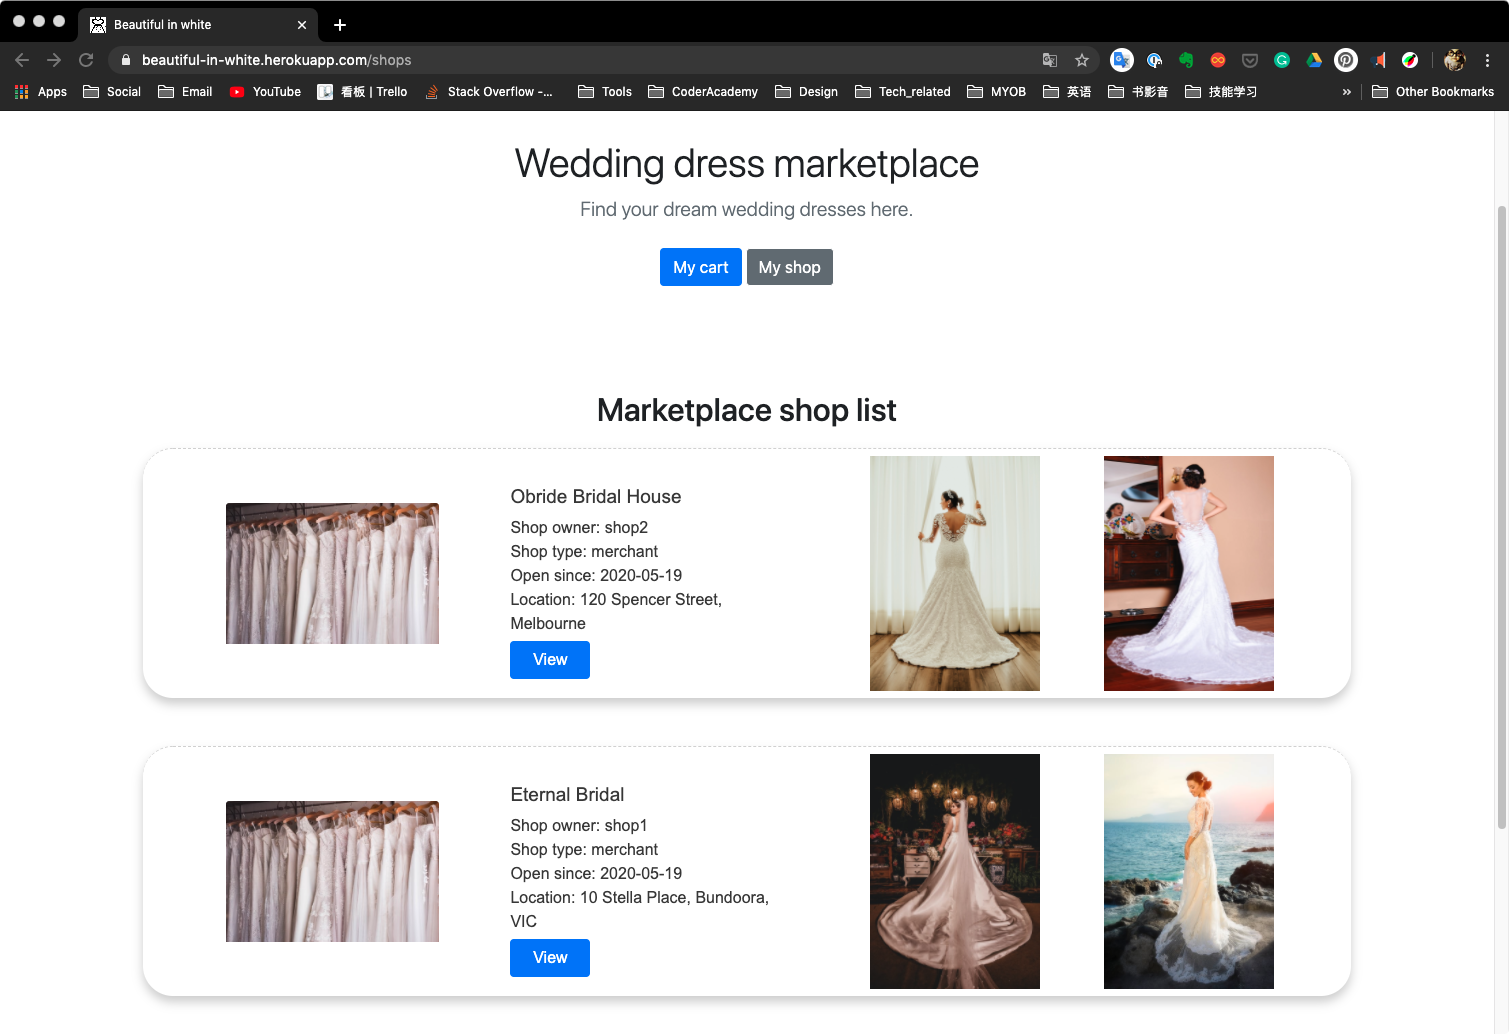 Beautiful in white
beautiful-in-white.herokuapp.com/shops
Apps Social Email YouTube 看板 | Trello Stack Overflow -... Tools CoderAcademy Design Tech_related MYOB 英语 书影音 技能学习 » Other Bookmarks
Wedding dress marketplace
Find your dream wedding dresses here.
My cart My shop
Marketplace shop list
Obride Bridal House
Shop owner: shop2
Shop type: merchant
Open since: 2020-05-19
Location: 120 Spencer Street,
Melbourne
View
Eternal Bridal
Shop owner: shop1
Shop type: merchant
Open since: 2020-05-19
Location: 10 Stella Place, Bundoora,
VIC
View